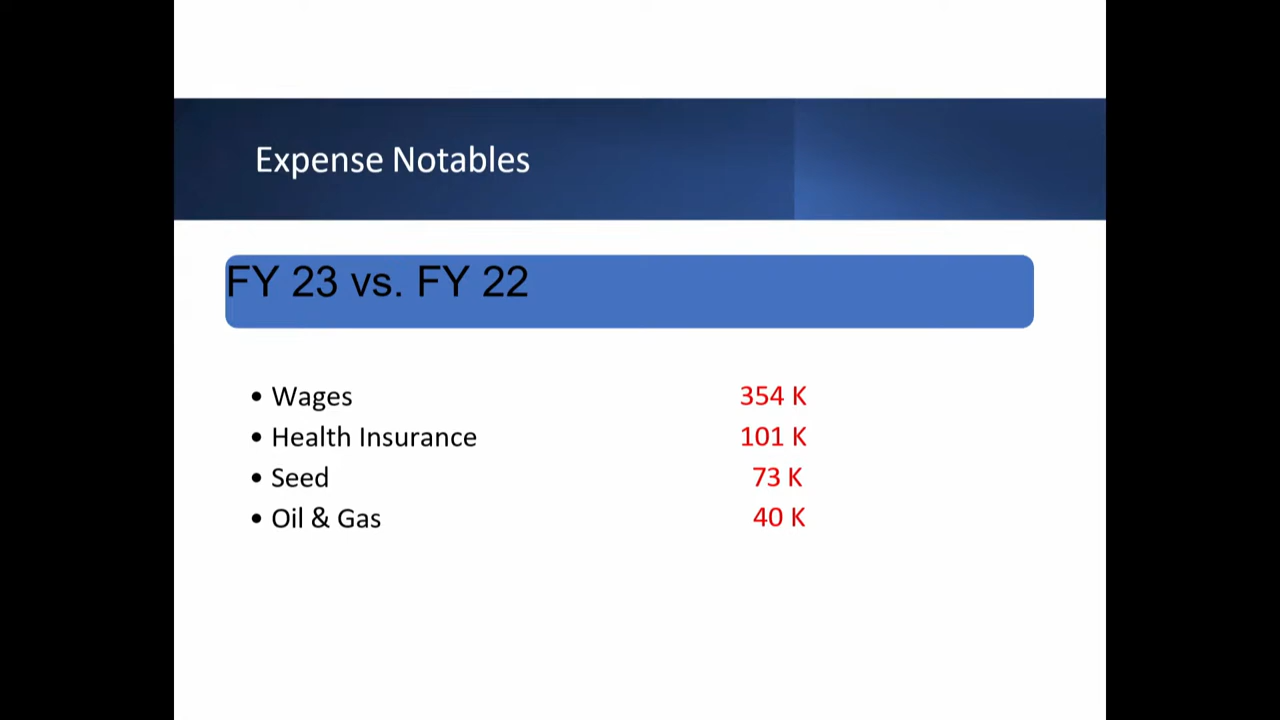 Expense Notables
FY 23 vs. FY 22
• Wages 354 K
• Health Insurance 101 K
• Seed 73 K
• Oil & Gas 40 K